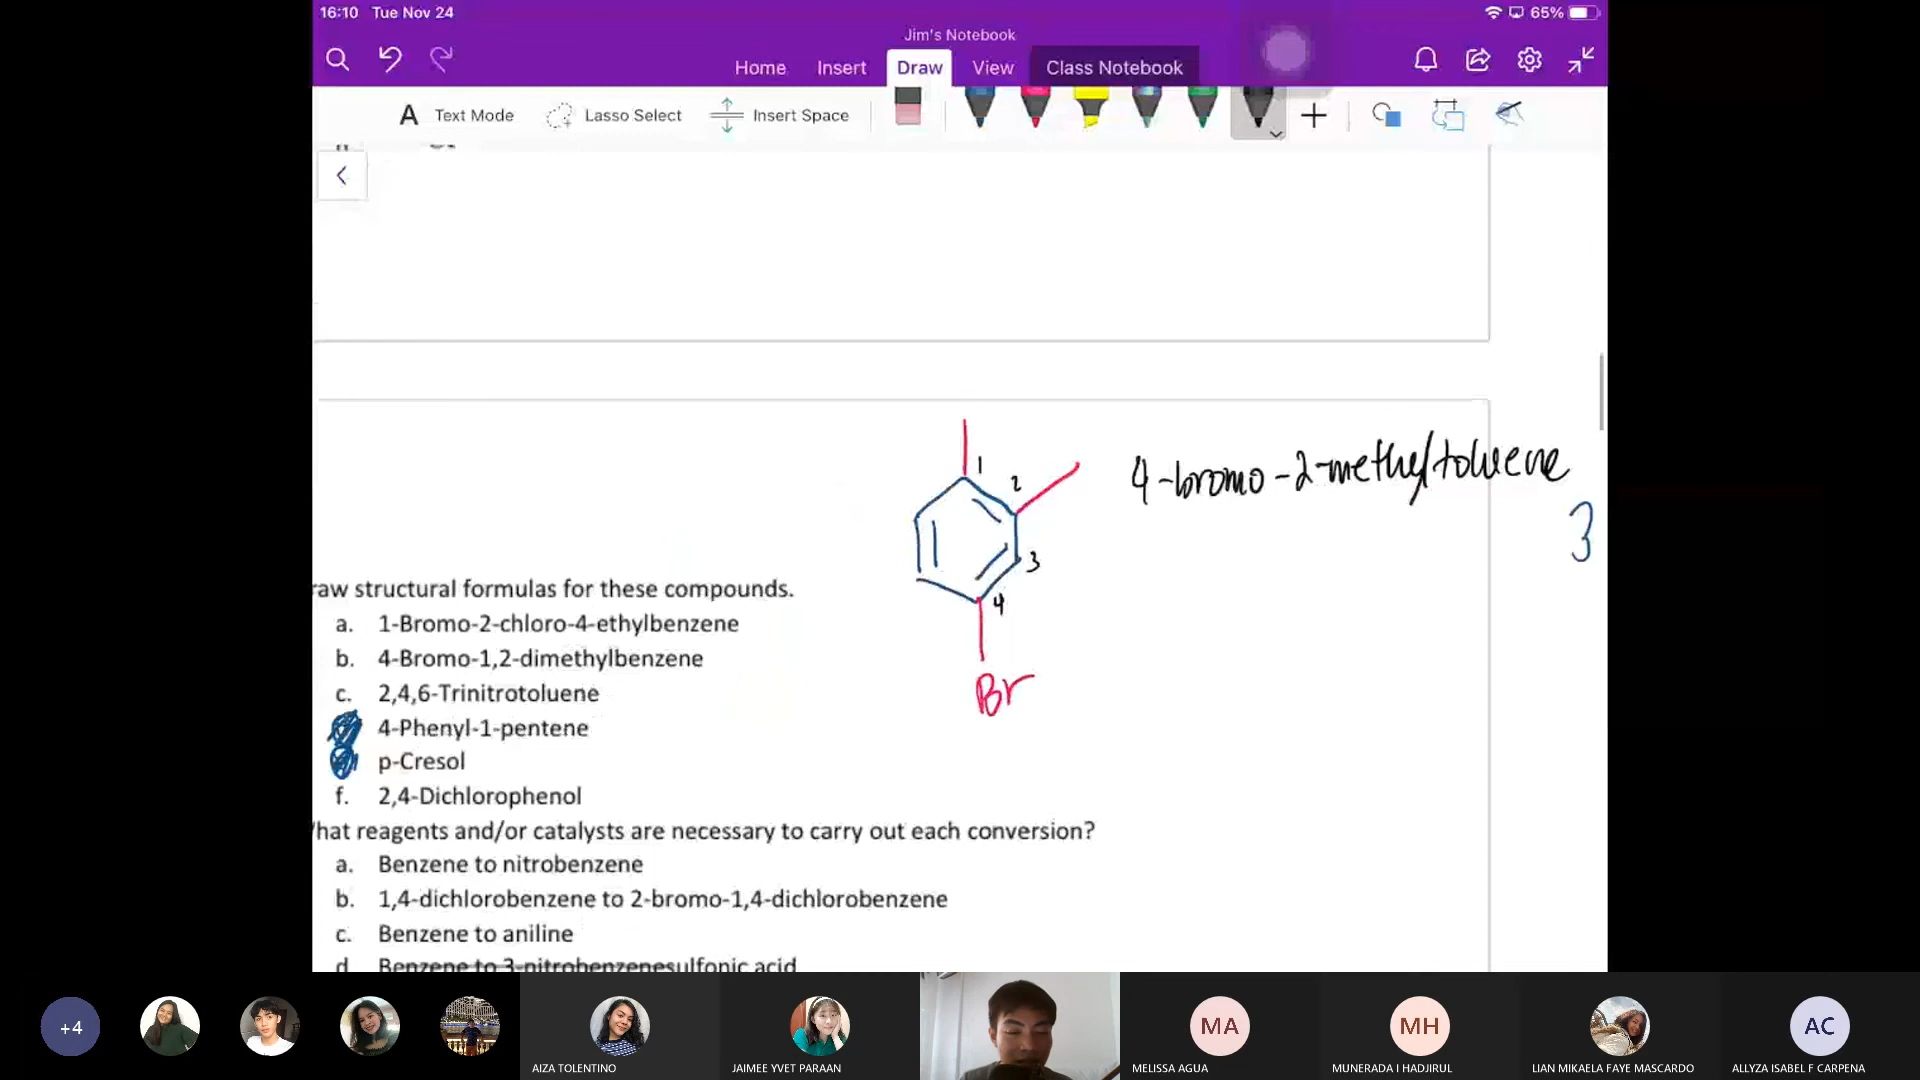 16:10 Tue Nov 24
65%
Jim's Notebook
Home Insert Draw View Class Notebook
A Text Mode Lasso Select Insert Space
1
2
4-bromo-2-methyltoluene
3
3
raw structural formulas for these compounds.
4
a. 1-Bromo-2-chloro-4-ethylbenzene
b. 4-Bromo-1,2-dimethylbenzene
Br
c. 2,4,6-Trinitrotoluene
4-Phenyl-1-pentene
p-Cresol
f. 2,4-Dichlorophenol
hat reagents and/or catalysts are necessary to carry out each conversion?
a. Benzene to nitrobenzene
b. 1,4-dichlorobenzene to 2-bromo-1,4-dichlorobenzene
c. Benzene to aniline
d Benzene to 3-nitrobenzenesulfonic acid
+4
MA
MH
AC
AIZA TOLENTINO
JAIMEE YVET PARAAN
MELISSA AGUA
MUNERADA I HADJIRUL
LIAN MIKAELA FAYE MASCARDO
ALLYZA ISABEL F CARPENA